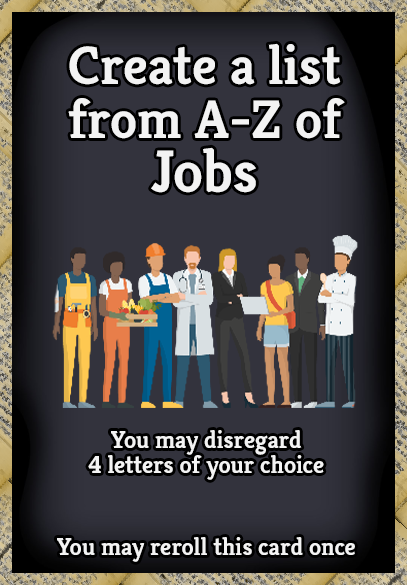 Create a list
from A-Z of
Jobs
You may disregard
4 letters of your choice
You may reroll this card once